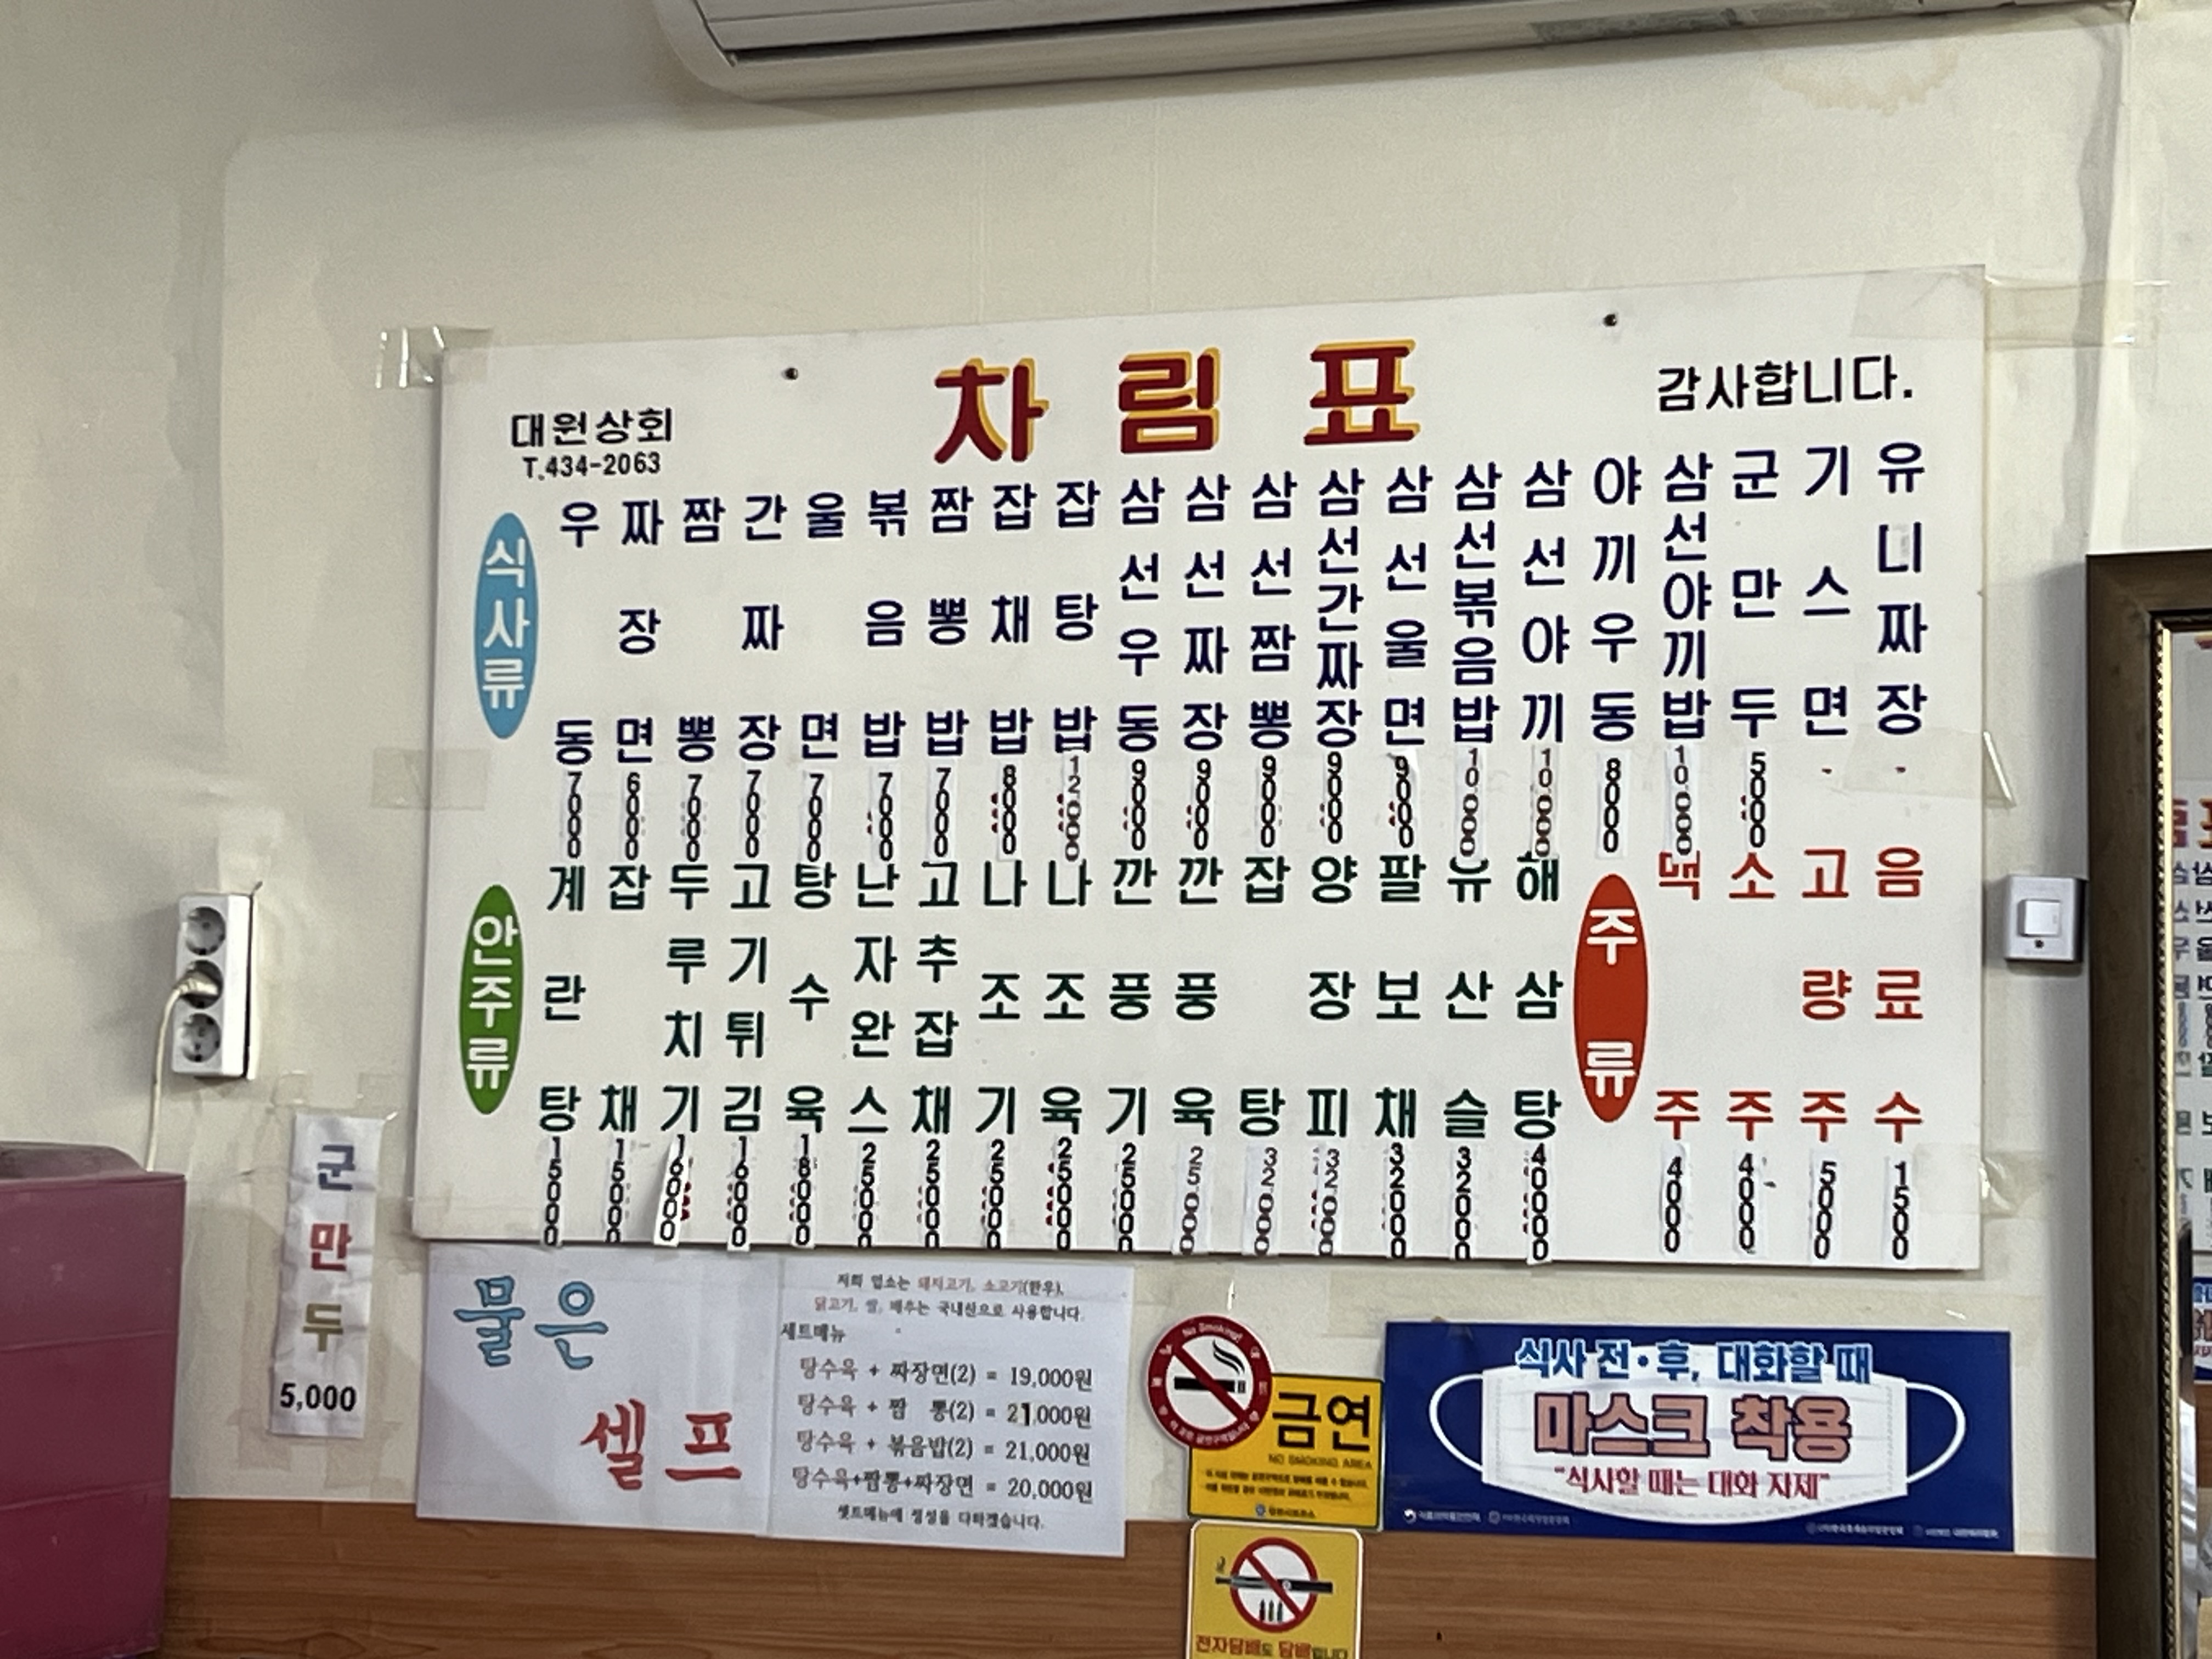 차림표
감사합니다.
대원상회
T.434-2063
식사류
우동 7000
짜장면 6000
짬뽕 7000
간짜장 7000
울면 7000
볶음밥 7000
짬뽕밥 7000
잡채밥 8000
잡탕밥 12000
삼선우동 9000
삼선짜장 9000
삼선짬뽕 9000
삼선간짜장 9000
삼선울면 9000
삼선볶음밥 10000
삼선야끼 10000
야끼우동 8000
삼선야끼밥 10000
군만두 5000
기스면
유니짜장
안주류
계란탕 15000
잡채 15000
두루치기 16000
고기튀김 16000
탕수육 18000
난자완스 25000
고추잡채 25000
나조기 25000
나조육 25000
깐풍기 25000
깐풍육 25000
잡탕 32000
양장피 32000
팔보채 32000
유산슬 32000
해삼탕 40000
주류
맥주 4000
소주 4000
고량주 5000
음료수 1500
군만두
5,000
물은
셀프
저희 업소는 돼지고기, 소고기(한우),
닭고기, 쌀, 배추는 국내산으로 사용합니다.
세트메뉴
탕수육 + 짜장면(2) = 19,000원
탕수육 + 짬 뽕(2) = 21,000원
탕수육 + 볶음밥(2) = 21,000원
탕수육+짬뽕+짜장면 = 20,000원
셋트메뉴에 정성을 다하겠습니다.
No Smoking!
금연
NO SMOKING AREA
전자담배도 담배입니다
식사 전·후, 대화할 때
마스크 착용
"식사할 때는 대화 자제"